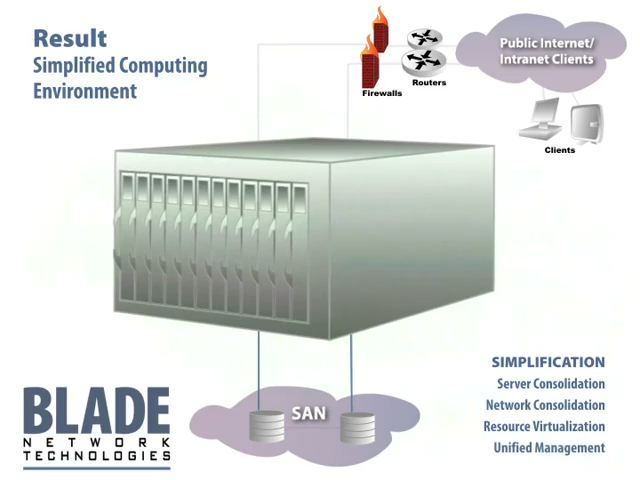 Result
Simplified Computing
Environment
Public Internet/
Intranet Clients
Firewalls
Routers
Clients
SAN
SIMPLIFICATION
Server Consolidation
Network Consolidation
Resource Virtualization
Unified Management
BLADE
NETWORK
TECHNOLOGIES